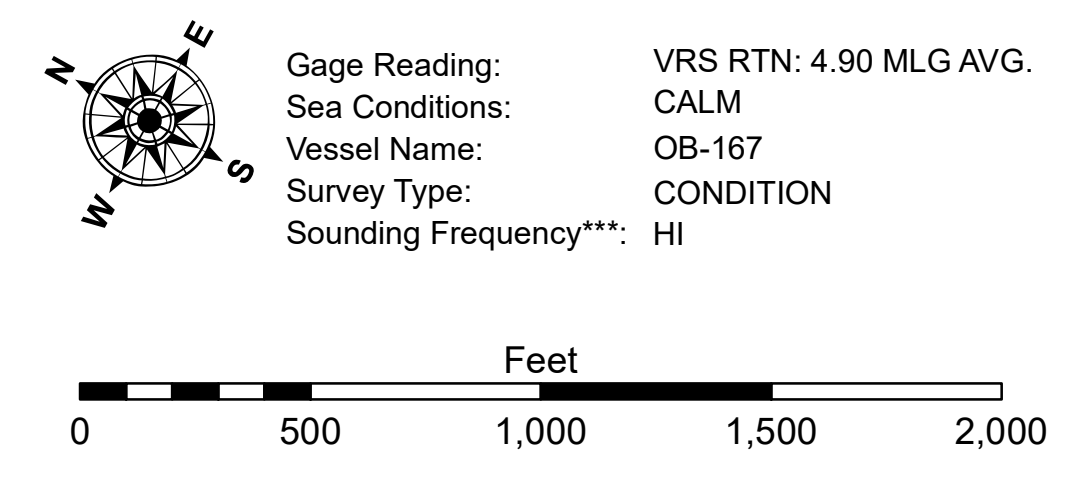 N
E
S
W
Gage Reading: VRS RTN: 4.90 MLG AVG.
Sea Conditions: CALM
Vessel Name: OB-167
Survey Type: CONDITION
Sounding Frequency***: HI
Feet
0 500 1,000 1,500 2,000